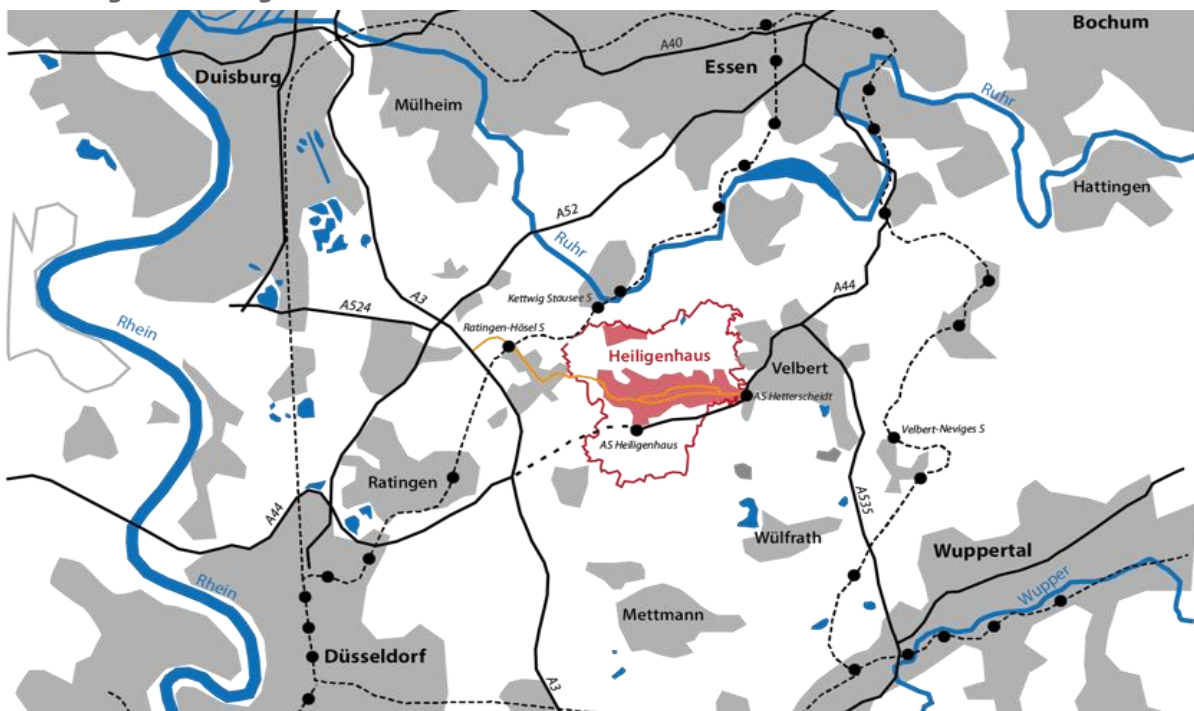 Bochum
A40
Essen
Duisburg
Ruhr
Mülheim
Hattingen
A52
Ruhr
A44
Kettwig Stausee S
A3
A524
Rhein
Ratingen-Hösel S
Heiligenhaus
Velbert
AS Hetterscheidt
Velbert-Neviges S
AS Heiligenhaus
Ratingen
A44
A535
Wülfrath
Wuppertal
Rhein
Wupper
Mettmann
Düsseldorf
A3